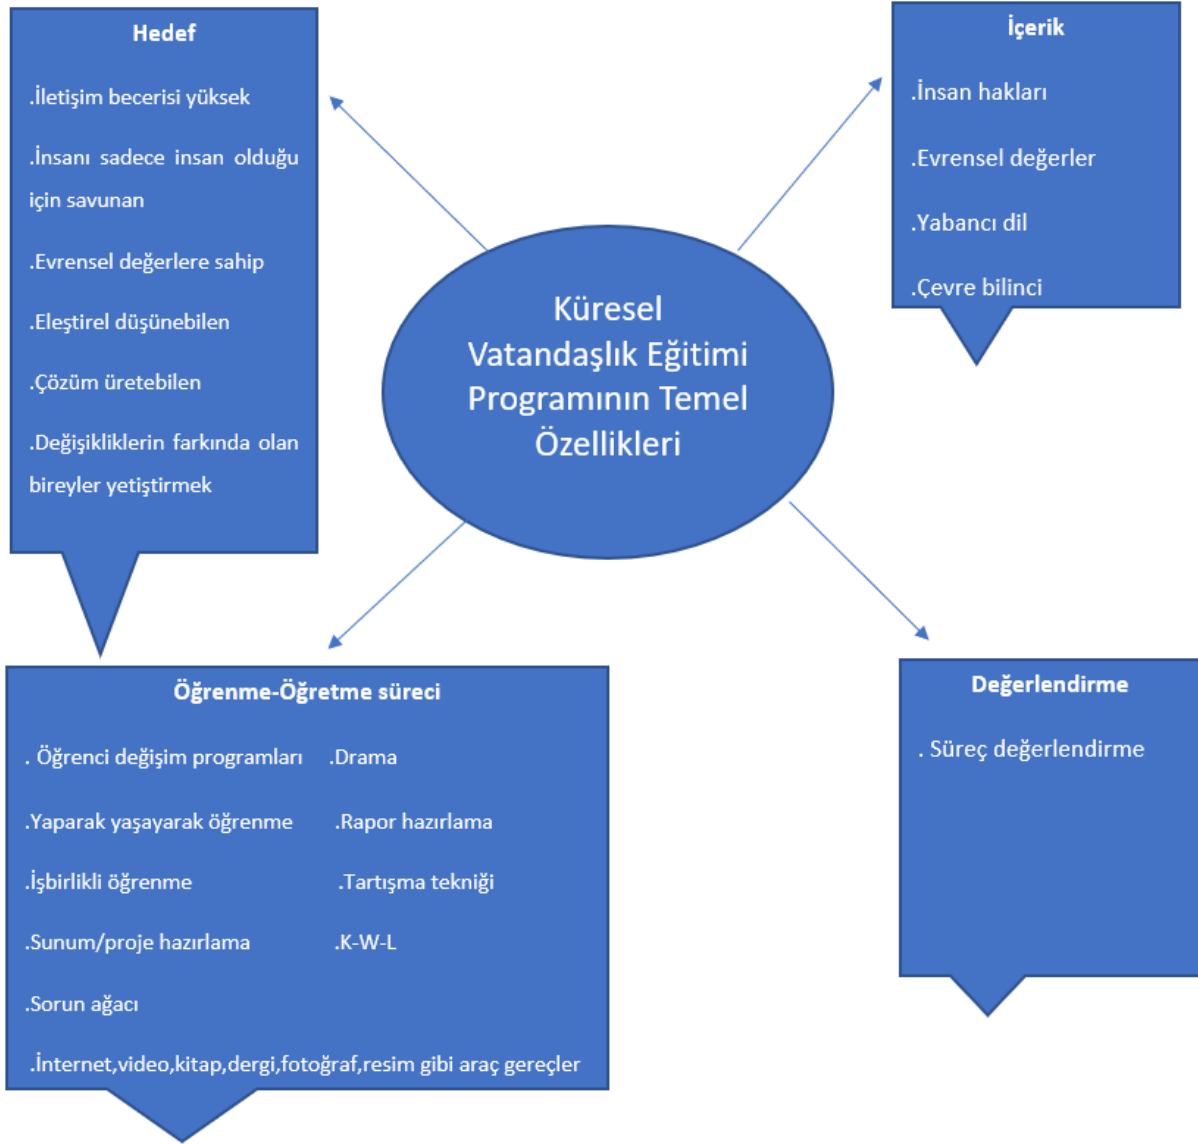 Hedef
.İletişim becerisi yüksek
.İnsanı sadece insan olduğu
için savunan
.Evrensel değerlere sahip
.Eleştirel düşünebilen
.Çözüm üretebilen
.Değişikliklerin farkında olan
bireyler yetiştirmek
İçerik
.İnsan hakları
.Evrensel değerler
.Yabancı dil
.Çevre bilinci
Küresel
Vatandaşlık Eğitimi
Programının Temel
Özellikleri
Öğrenme-Öğretme süreci
. Öğrenci değişim programları .Drama
.Yaparak yaşayarak öğrenme .Rapor hazırlama
.İşbirlikli öğrenme .Tartışma tekniği
.Sunum/proje hazırlama .K-W-L
.Sorun ağacı
.İnternet,video,kitap,dergi,fotoğraf,resim gibi araç gereçler
Değerlendirme
. Süreç değerlendirme